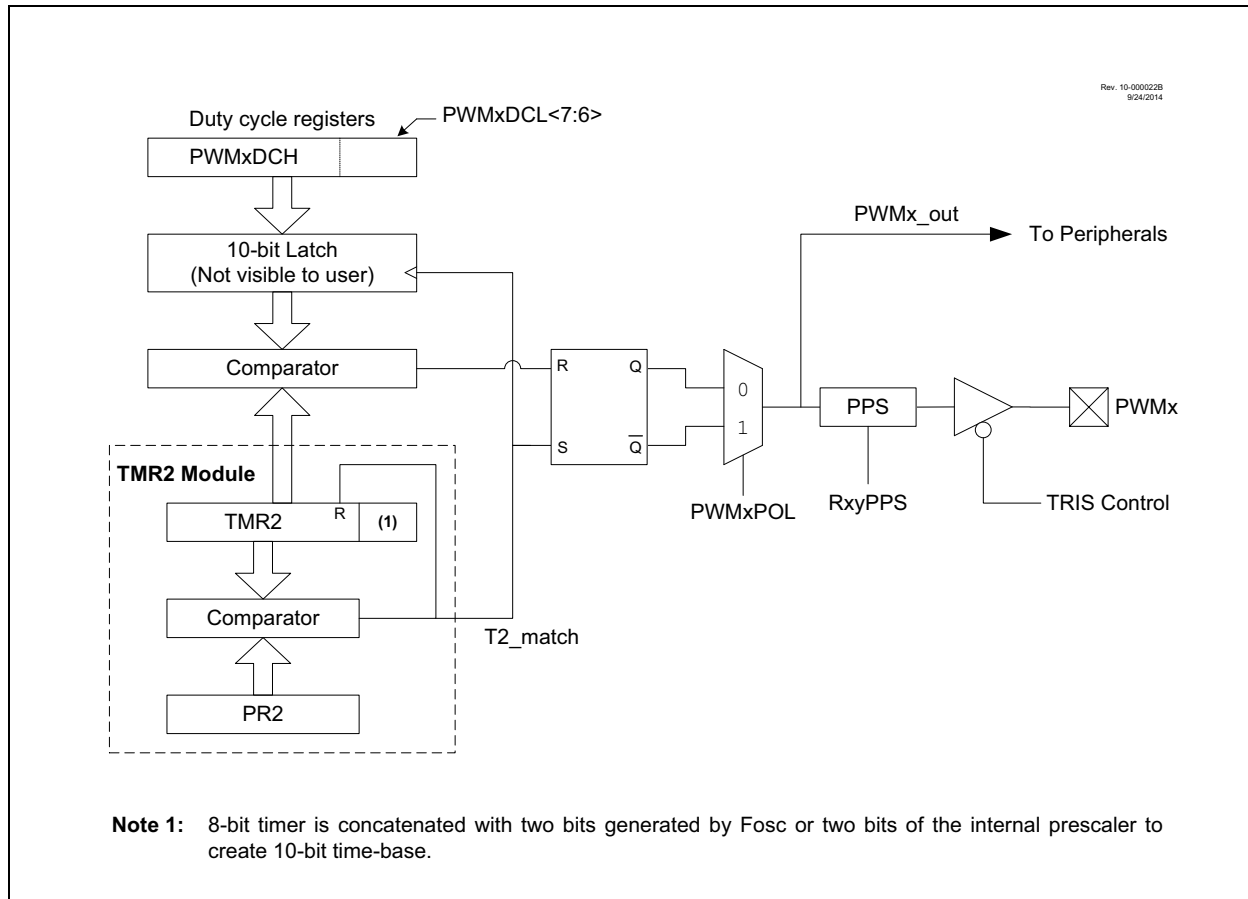 Rev. 10-000022B
9/24/2014
Duty cycle registers
PWMxDCL<7:6>
PWMxDCH
10-bit Latch
(Not visible to user)
Comparator
PWMx_out
To Peripherals
R
Q
S
Q̅
0
1
PPS
PWMx
PWMxPOL
RxyPPS
TRIS Control
TMR2 Module
TMR2
R
(1)
Comparator
T2_match
PR2
Note 1: 8-bit timer is concatenated with two bits generated by Fosc or two bits of the internal prescaler to
create 10-bit time-base.